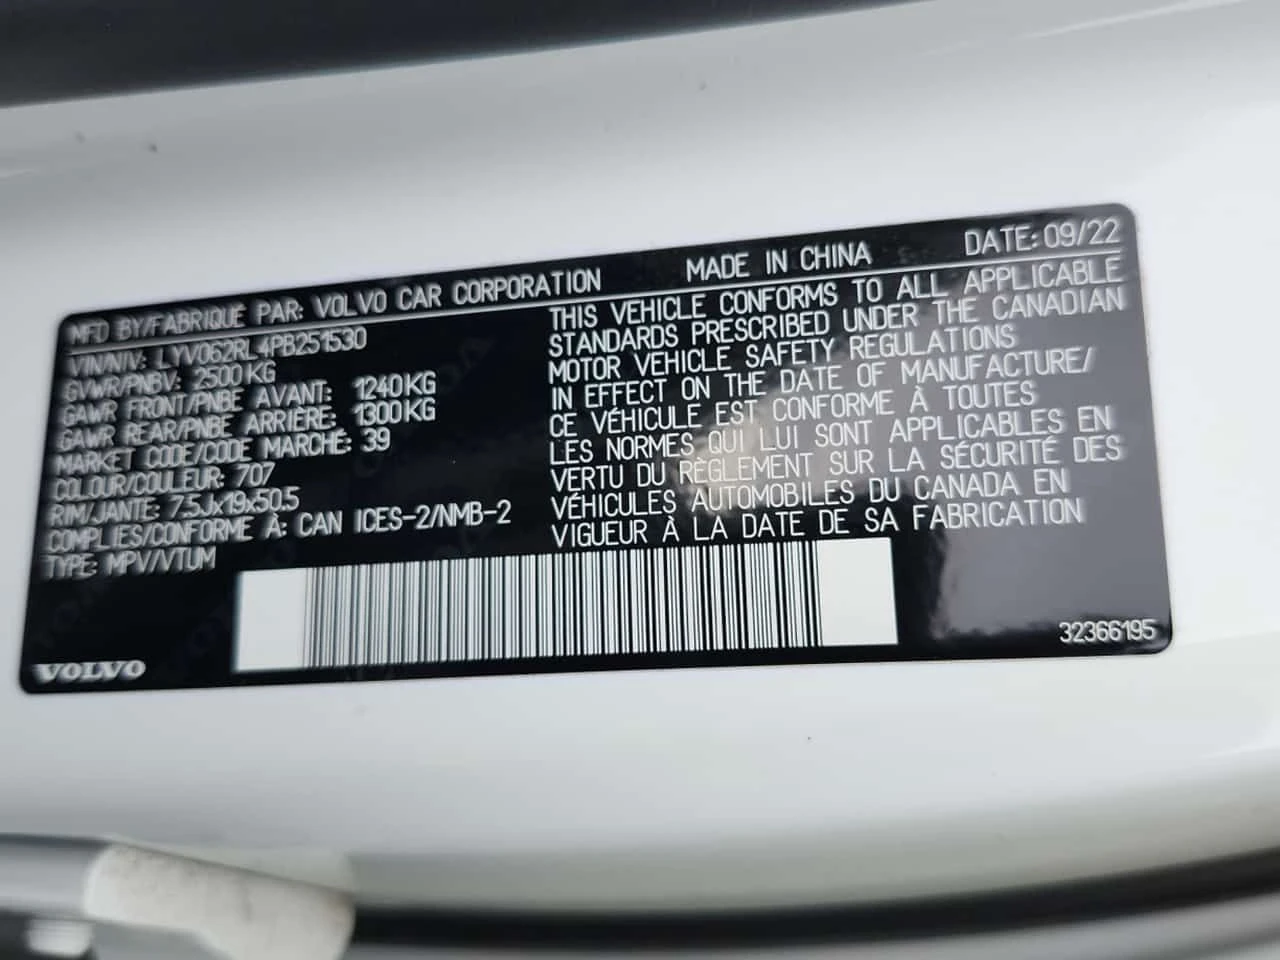 MFD BY/FABRIQUÉ PAR: VOLVO CAR CORPORATION MADE IN CHINA DATE: 09/22
VIN/NIV: LYV062RL4PB251530
GVWR/PNBV: 2500 KG
GAWR FRONT/PNBE AVANT: 1240 KG
GAWR REAR/PNBE ARRIÈRE: 1300 KG
MARKET CODE/CODE MARCHÉ: 39
COLOUR/COULEUR: 707
RIM/JANTE: 7.5Jx19x50.5
COMPLIES/CONFORME À: CAN ICES-2/NMB-2
TYPE: MPV/VTUM
THIS VEHICLE CONFORMS TO ALL APPLICABLE
STANDARDS PRESCRIBED UNDER THE CANADIAN
MOTOR VEHICLE SAFETY REGULATIONS
IN EFFECT ON THE DATE OF MANUFACTURE/
CE VÉHICULE EST CONFORME À TOUTES
LES NORMES QUI LUI SONT APPLICABLES EN
VERTU DU RÈGLEMENT SUR LA SÉCURITÉ DES
VÉHICULES AUTOMOBILES DU CANADA EN
VIGUEUR À LA DATE DE SA FABRICATION
VOLVO
32366195